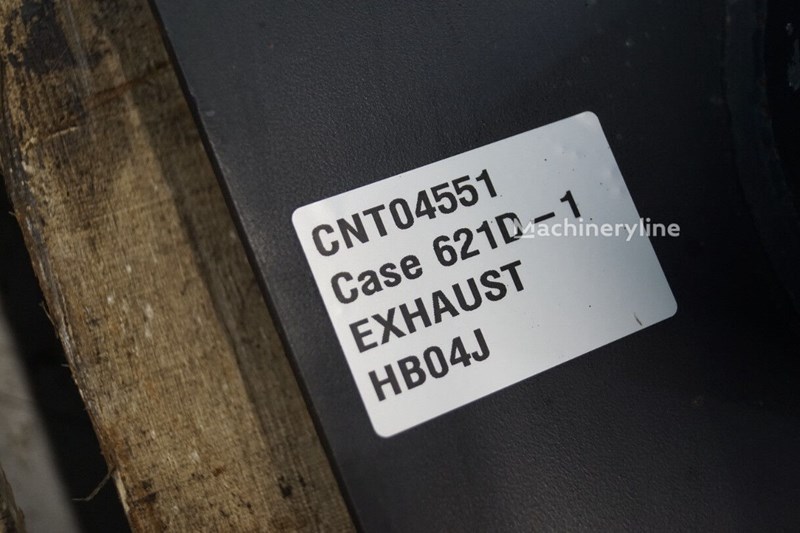 CNT04551
Case 621D-1
EXHAUST
HB04J
Machineryline